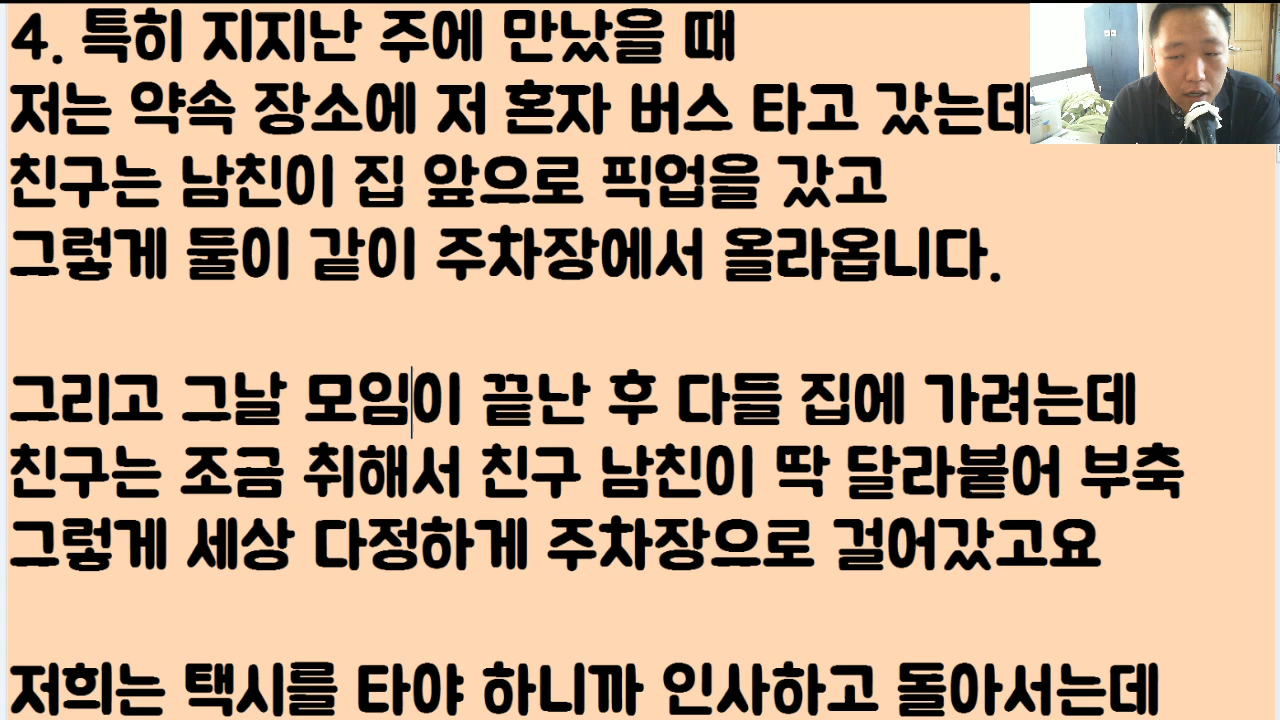 4. 특히 지지난 주에 만났을 때
저는 약속 장소에 저 혼자 버스 타고 갔는데
친구는 남친이 집 앞으로 픽업을 갔고
그렇게 둘이 같이 주차장에서 올라옵니다.
그리고 그날 모임이 끝난 후 다들 집에 가려는데
친구는 조금 취해서 친구 남친이 딱 달라붙어 부축
그렇게 세상 다정하게 주차장으로 걸어갔고요
저희는 택시를 타야 하니까 인사하고 돌아서는데